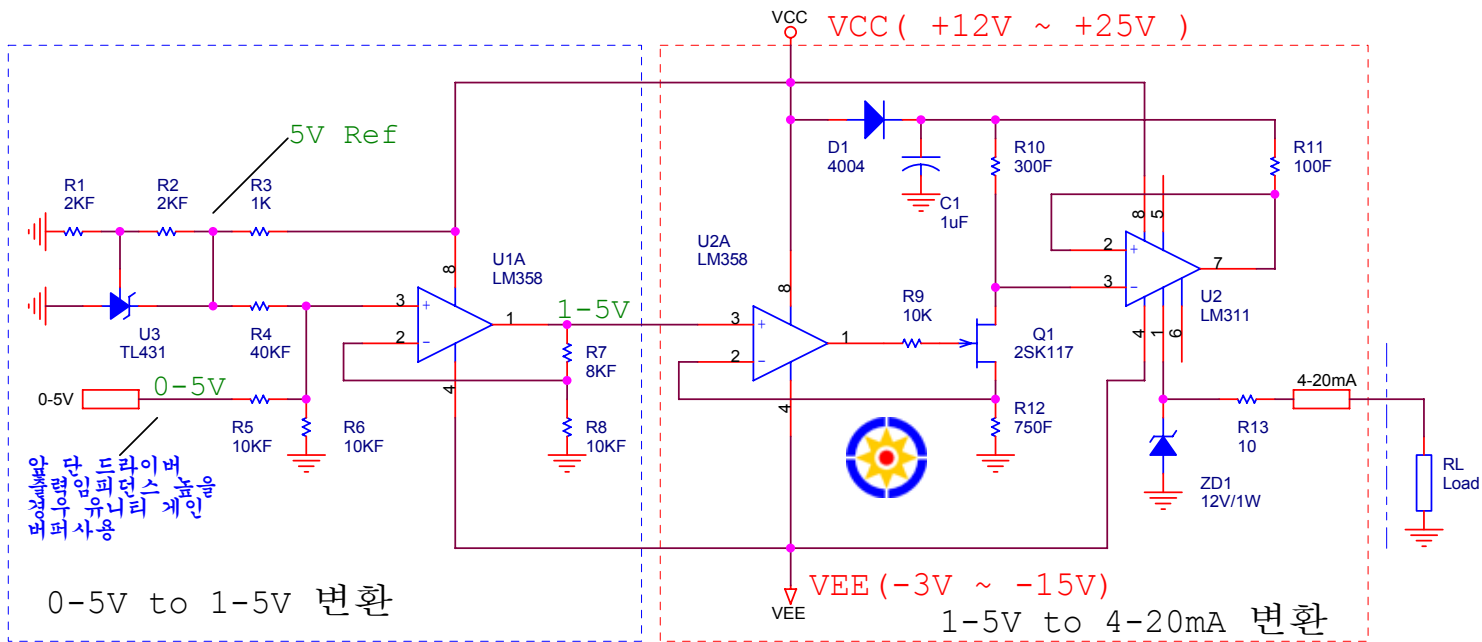 VCC
VCC( +12V ~ +25V )
5V Ref
R1
2KF
R2
2KF
R3
1K
D1
4004
R10
300F
R11
100F
C1
1uF
8
5
2
+
-
3
7
4
1
6
U2
LM311
U1A
LM358
8
3
+
2
-
1
4
1-5V
U2A
LM358
8
3
+
2
-
1
4
R9
10K
Q1
2SK117
U3
TL431
R4
40KF
R7
8KF
0-5V
0-5V
R5
10KF
R6
10KF
R8
10KF
R12
750F
4-20mA
R13
10
ZD1
12V/1W
RL
Load
앞 단 드라이버
출력임피던스 높을
경우 유니티 게인
버퍼사용
VEE
VEE(-3V ~ -15V)
0-5V to 1-5V 변환
1-5V to 4-20mA 변환